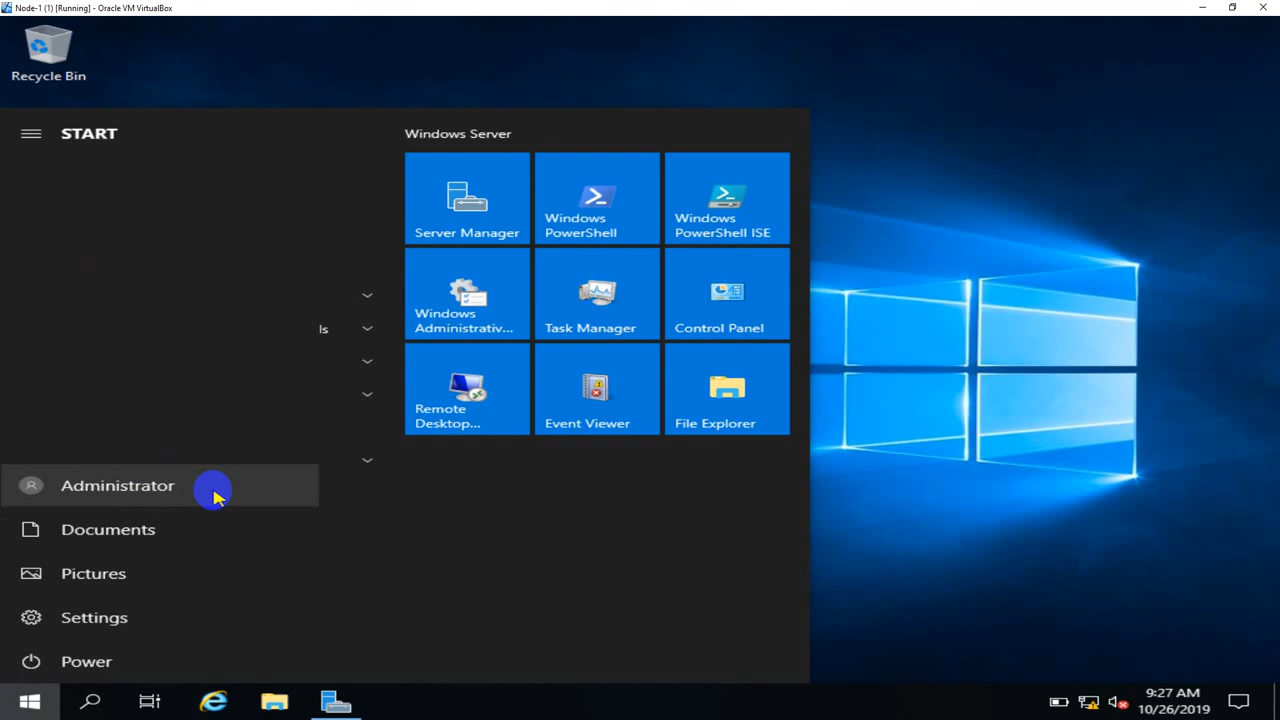 Node-1 (1) [Running] - Oracle VM VirtualBox
Recycle Bin
START
ls
Administrator
Documents
Pictures
Settings
Power
Windows Server
Server Manager
Windows
PowerShell
Windows
PowerShell ISE
Windows
Administrativ...
Task Manager
Control Panel
Remote
Desktop...
Event Viewer
File Explorer
9:27 AM
10/26/2019